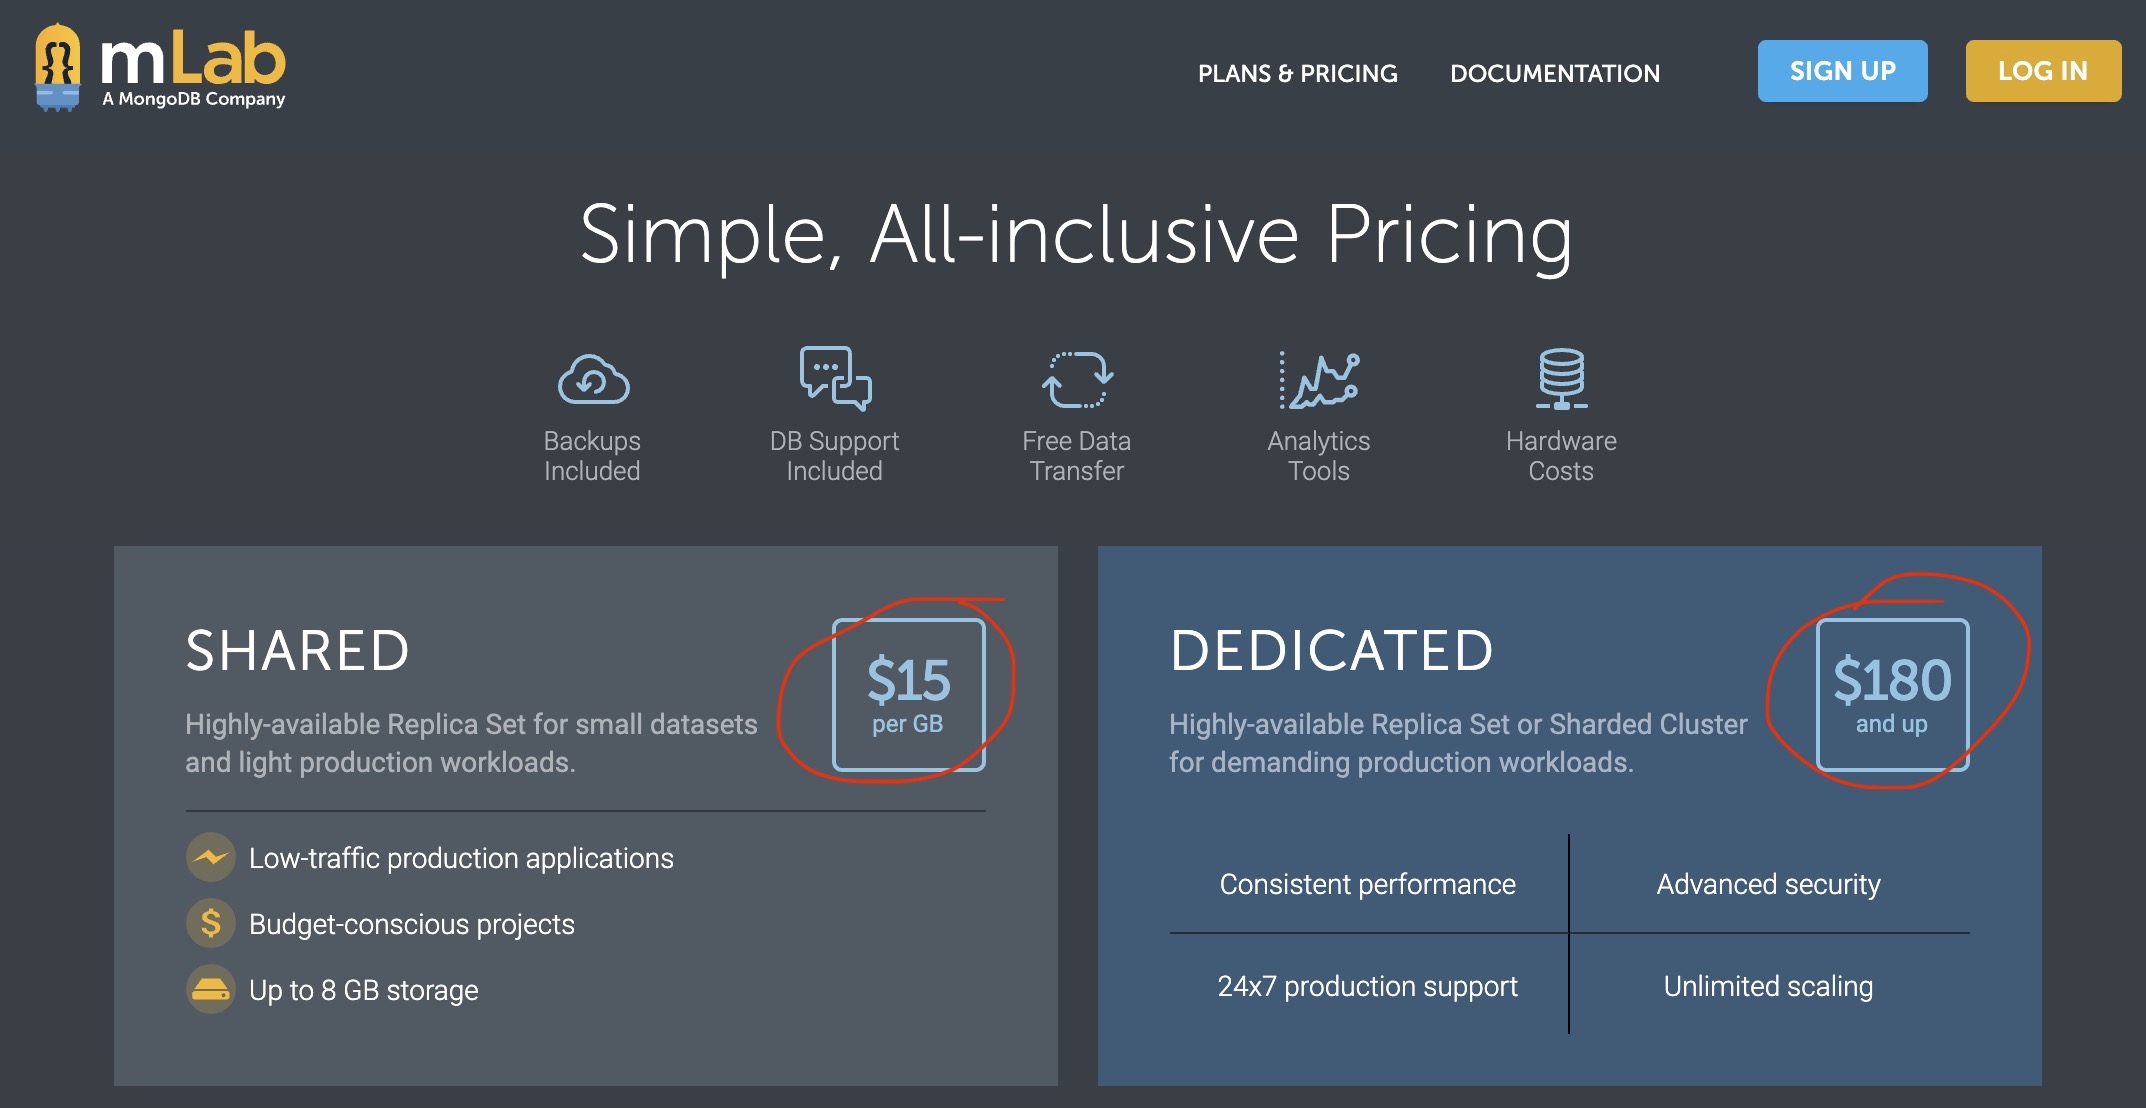 mLab
A MongoDB Company
PLANS & PRICING
DOCUMENTATION
SIGN UP
LOG IN
Simple, All-inclusive Pricing
Backups
Included
DB Support
Included
Free Data
Transfer
Analytics
Tools
Hardware
Costs
SHARED
$15
per GB
Highly-available Replica Set for small datasets
and light production workloads.
Low-traffic production applications
Budget-conscious projects
Up to 8 GB storage
DEDICATED
$180
and up
Highly-available Replica Set or Sharded Cluster
for demanding production workloads.
Consistent performance
Advanced security
24x7 production support
Unlimited scaling